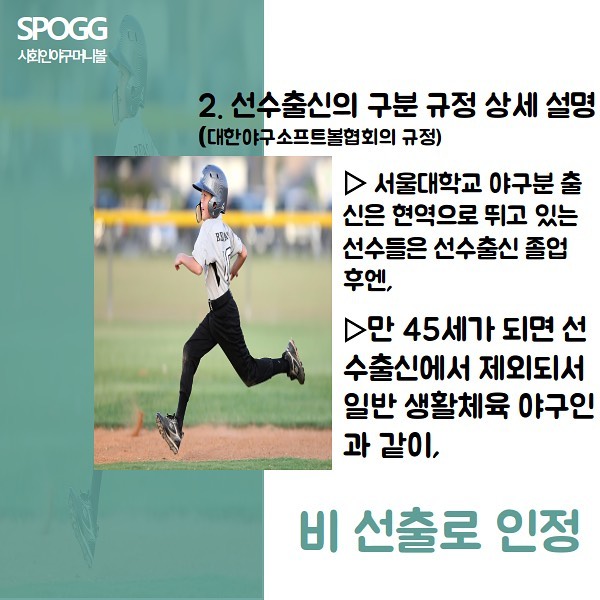 SPOGG
사회인야구머니볼
2. 선수출신의 구분 규정 상세 설명
(대한야구소프트볼협회의 규정)
▷ 서울대학교 야구분 출
신은 현역으로 뛰고 있는
선수들은 선수출신 졸업
후엔,
▷만 45세가 되면 선
수출신에서 제외되서
일반 생활체육 야구인
과 같이,
비 선출로 인정